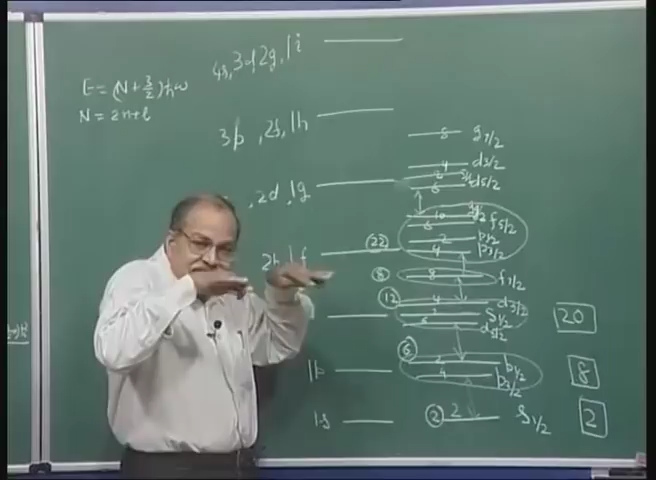 E = (N + 3/2) ħω
N = 2n + l
4s, 3d, 2g, 1i
3p, 2f, 1h
, 2d, 1g
1p
1s
8 g7/2
4 d3/2
2 s1/2
6 d5/2
10 g9/2
6 f5/2
2 p1/2
4 p3/2
22
8 8 f7/2
12 4 d3/2
2 s1/2
6 d5/2
20
6 2 p1/2
4 p3/2
8
2 2 s1/2
2